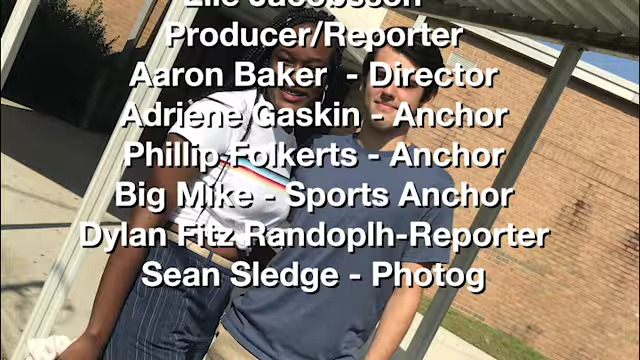 Producer/Reporter
Aaron Baker - Director
Adriene Gaskin - Anchor
Phillip Folkerts - Anchor
Big Mike - Sports Anchor
Dylan Fitz Randoplh-Reporter
Sean Sledge - Photog